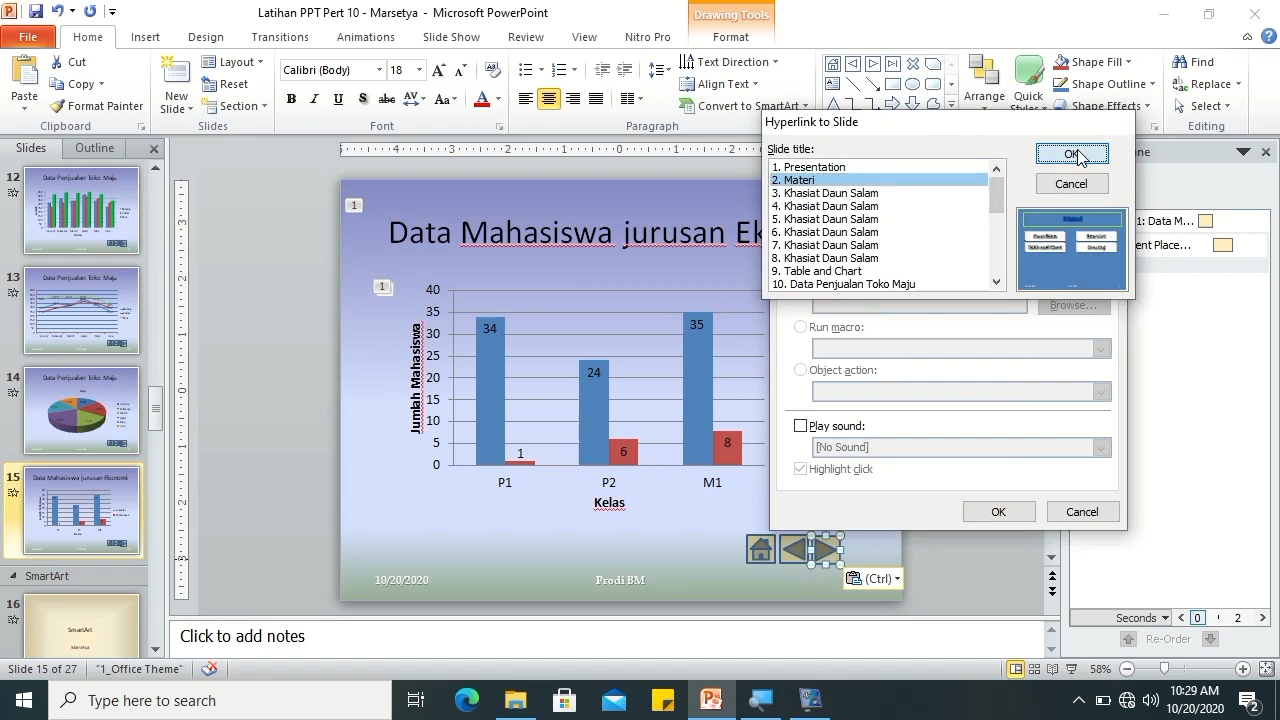 Latihan PPT Pert 10 - Marsetya - Microsoft PowerPoint
Drawing Tools
File Home Insert Design Transitions Animations Slide Show Review View Nitro Pro Format
Paste
Cut
Copy
Format Painter
Clipboard
New Slide
Layout
Reset
Section
Slides
Calibri (Body) 18
B I U S abc AV Aa A
Font
Text Direction
Align Text
Convert to SmartArt
Paragraph
Arrange
Quick Styles
Shape Fill
Shape Outline
Shape Effects
Find
Replace
Select
Editing
Slides Outline
12
Data Penjualan Toko Maju
13
Data Penjualan Toko Maju
14
Data Penjualan Toko Maju
15
Data Mahasiswa jurusan Ekonomi
SmartArt
16
SmartArt
Marsetya
1
Data Mahasiswa jurusan Ek
1
Jumlah Mahasiswa
40
35
30
25
20
15
10
5
0
34 1
24 6
35 8
P1 P2 M1
Kelas
10/20/2020 Prodi BM
(Ctrl)
Hyperlink to Slide
Slide title:
1. Presentation
2. Materi
3. Khasiat Daun Salam
4. Khasiat Daun Salam
5. Khasiat Daun Salam
6. Khasiat Daun Salam
7. Khasiat Daun Salam
8. Khasiat Daun Salam
9. Table and Chart
10. Data Penjualan Toko Maju
OK
Cancel
Materi
Browse...
Run macro:
Object action:
Play sound:
[No Sound]
Highlight click
OK Cancel
ne
1: Data M...
ent Place...
Seconds 0 2
Re-Order
Click to add notes
Slide 15 of 27 "1_Office Theme" 58%
Type here to search
10:29 AM
10/20/2020
2